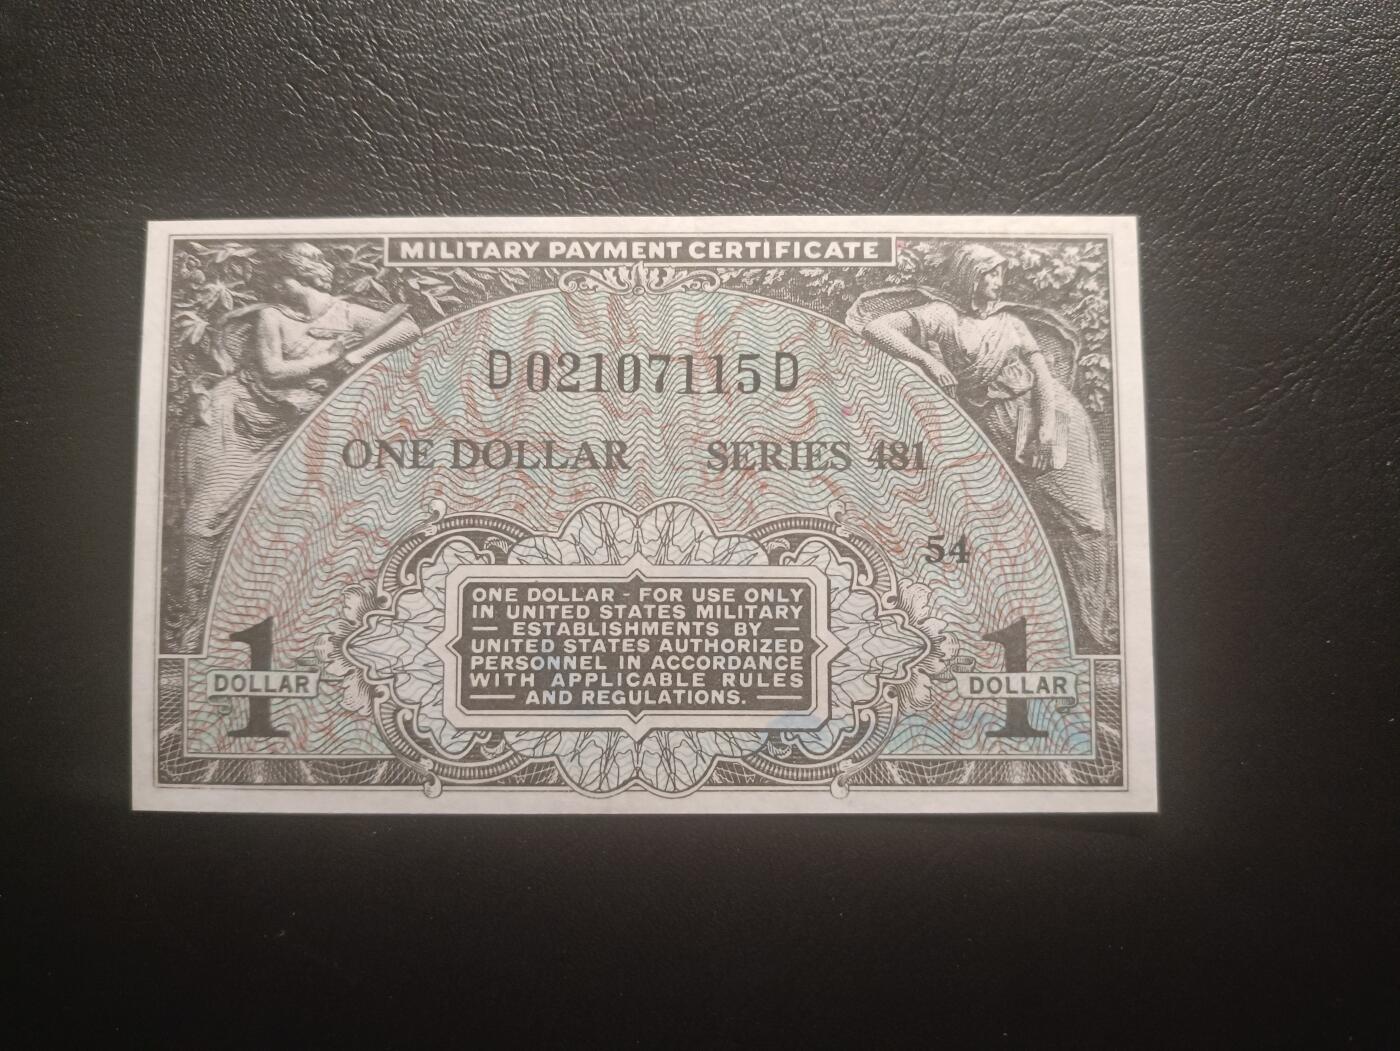 MILITARY PAYMENT CERTIFICATE
D02107115D
ONE DOLLAR SERIES 481
54
ONE DOLLAR - FOR USE ONLY
IN UNITED STATES MILITARY
— ESTABLISHMENTS BY —
UNITED STATES AUTHORIZED
PERSONNEL IN ACCORDANCE
WITH APPLICABLE RULES
— AND REGULATIONS. —
1 DOLLAR
1 DOLLAR